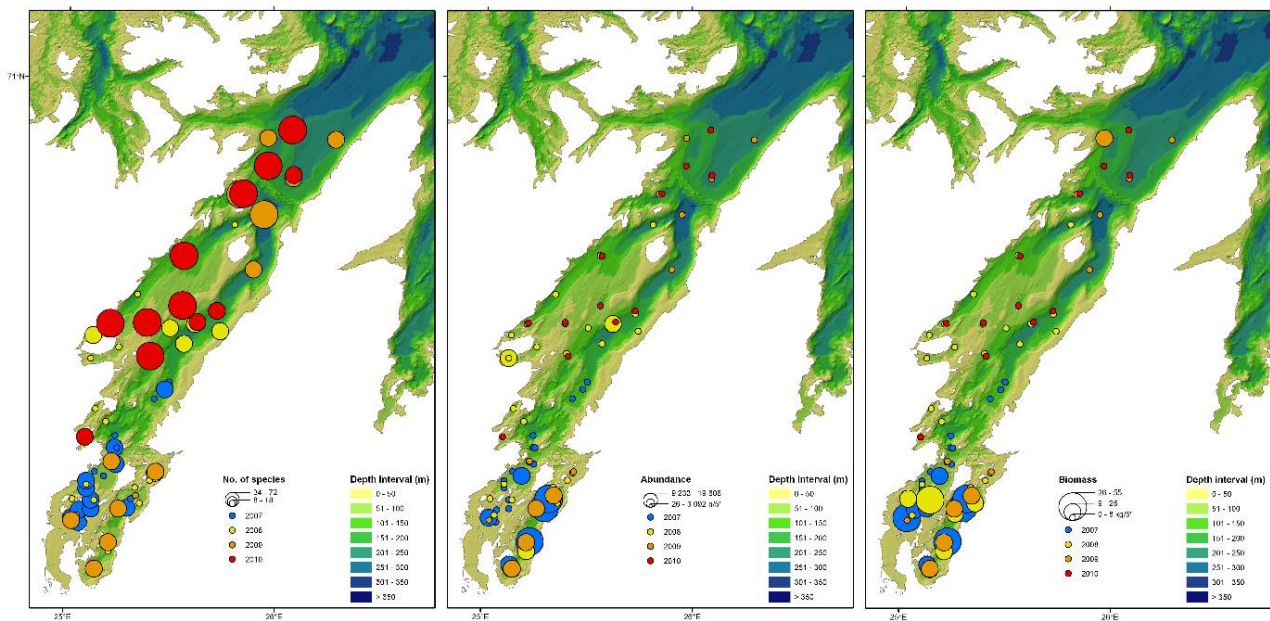 71°N
No. of species
34 - 72
8 - 18
2007
2008
2009
2010
Depth Interval (m)
0 - 50
51 - 100
101 - 150
151 - 200
201 - 250
251 - 300
301 - 350
> 350
25°E
26°E
Abundance
2007
2008
2009
2010
Depth Interval (m)
0 - 50
51 - 100
101 - 150
151 - 200
201 - 250
251 - 300
301 - 350
> 350
25°E
26°E
Biomass
26 - 55
2007
2008
2009
2010
Depth Interval (m)
0 - 50
51 - 100
101 - 150
151 - 200
201 - 250
251 - 300
301 - 350
> 350
25°E
26°E